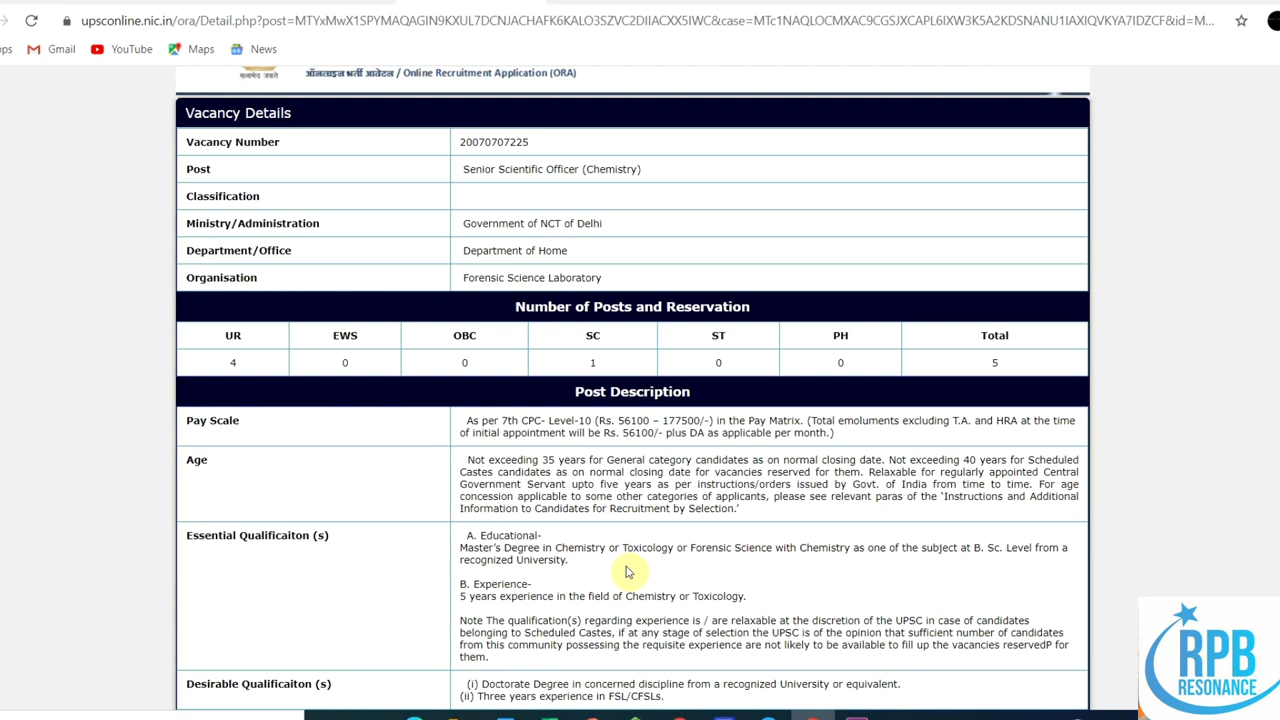 upsconline.nic.in/ora/Detail.php?post=MTYxMwX1SPYMAQAGIN9KXUL7DCNJACHAFK6KALO3SZVC2DIIACXX5IWC&case=MTc1NAQLOCMXAC9CGSJXCAPL6IXW3K5A2KDSNANU1IAXIQVKYA7IDZCF&id=M...
ps Gmail YouTube Maps News
सत्यमेव जयते
ऑनलाइन भर्ती आवेदन / Online Recruitment Application (ORA)
Vacancy Details
Vacancy Number 20070707225
Post Senior Scientific Officer (Chemistry)
Classification
Ministry/Administration Government of NCT of Delhi
Department/Office Department of Home
Organisation Forensic Science Laboratory
Number of Posts and Reservation
UR EWS OBC SC ST PH Total
4 0 0 1 0 0 5
Post Description
Pay Scale As per 7th CPC- Level-10 (Rs. 56100 – 177500/-) in the Pay Matrix. (Total emoluments excluding T.A. and HRA at the time
of initial appointment will be Rs. 56100/- plus DA as applicable per month.)
Age Not exceeding 35 years for General category candidates as on normal closing date. Not exceeding 40 years for Scheduled
Castes candidates as on normal closing date for vacancies reserved for them. Relaxable for regularly appointed Central
Government Servant upto five years as per instructions/orders issued by Govt. of India from time to time. For age
concession applicable to some other categories of applicants, please see relevant paras of the ‘Instructions and Additional
Information to Candidates for Recruitment by Selection.’
Essential Qualificaiton (s) A. Educational-
Master’s Degree in Chemistry or Toxicology or Forensic Science with Chemistry as one of the subject at B. Sc. Level from a
recognized University.
B. Experience-
5 years experience in the field of Chemistry or Toxicology.
Note The qualification(s) regarding experience is / are relaxable at the discretion of the UPSC in case of candidates
belonging to Scheduled Castes, if at any stage of selection the UPSC is of the opinion that sufficient number of candidates
from this community possessing the requisite experience are not likely to be available to fill up the vacancies reservedP for
them.
Desirable Qualificaiton (s) (i) Doctorate Degree in concerned discipline from a recognized University or equivalent.
(ii) Three years experience in FSL/CFSLs.
RPB
RESONANCE